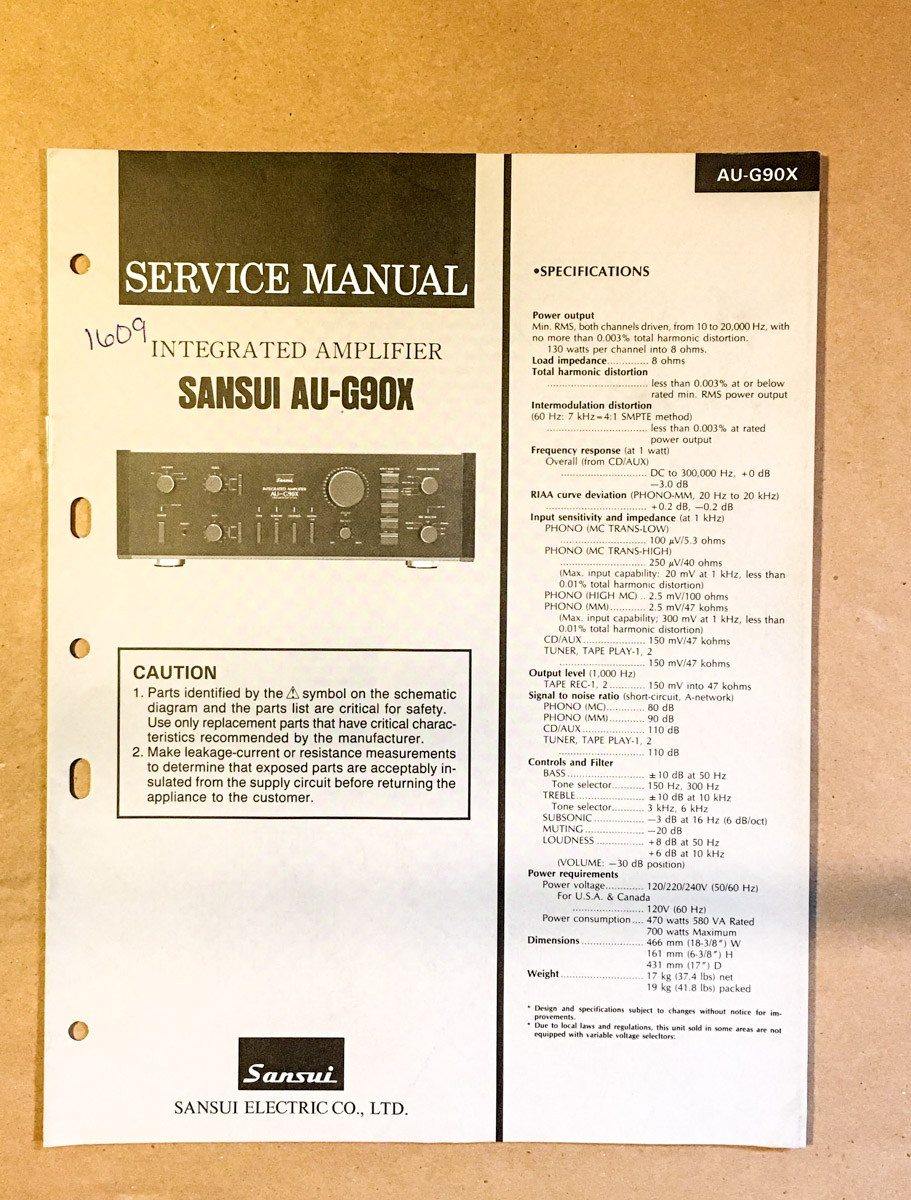 SERVICE MANUAL
1609
INTEGRATED AMPLIFIER
SANSUI AU-G90X
Sansui
INTEGRATED AMPLIFIER
AU-G90X
CAUTION
1. Parts identified by the ⚠ symbol on the schematic
diagram and the parts list are critical for safety.
Use only replacement parts that have critical charac-
teristics recommended by the manufacturer.
2. Make leakage-current or resistance measurements
to determine that exposed parts are acceptably in-
sulated from the supply circuit before returning the
appliance to the customer.
Sansui
SANSUI ELECTRIC CO., LTD.
AU-G90X
•SPECIFICATIONS
Power output
Min. RMS, both channels driven, from 10 to 20,000 Hz, with
no more than 0.003% total harmonic distortion.
130 watts per channel into 8 ohms.
Load impedance............. 8 ohms
Total harmonic distortion
............................... less than 0.003% at or below
rated min. RMS power output
Intermodulation distortion
(60 Hz: 7 kHz=4:1 SMPTE method)
............................... less than 0.003% at rated
power output
Frequency response (at 1 watt)
Overall (from CD/AUX)
............................... DC to 300,000 Hz, +0 dB
−3.0 dB
RIAA curve deviation (PHONO-MM, 20 Hz to 20 kHz)
............................... +0.2 dB, −0.2 dB
Input sensitivity and impedance (at 1 kHz)
PHONO (MC TRANS-LOW)
............................... 100 μV/5.3 ohms
PHONO (MC TRANS-HIGH)
............................... 250 μV/40 ohms
(Max. input capability: 20 mV at 1 kHz, less than
0.01% total harmonic distortion)
PHONO (HIGH MC) .. 2.5 mV/100 ohms
PHONO (MM)............ 2.5 mV/47 kohms
(Max. input capability; 300 mV at 1 kHz, less than
0.01% total harmonic distortion)
CD/AUX..................... 150 mV/47 kohms
TUNER, TAPE PLAY-1, 2
............................... 150 mV/47 kohms
Output level (1,000 Hz)
TAPE REC-1, 2............ 150 mV into 47 kohms
Signal to noise ratio (short-circuit, A-network)
PHONO (MC)............. 80 dB
PHONO (MM)............ 90 dB
CD/AUX..................... 110 dB
TUNER, TAPE PLAY-1, 2
............................... 110 dB
Controls and Filter
BASS.......................... ±10 dB at 50 Hz
Tone selector........... 150 Hz, 300 Hz
TREBLE....................... ±10 dB at 10 kHz
Tone selector........... 3 kHz, 6 kHz
SUBSONIC ................. −3 dB at 16 Hz (6 dB/oct)
MUTING.................... −20 dB
LOUDNESS ................ +8 dB at 50 Hz
+6 dB at 10 kHz
(VOLUME: −30 dB position)
Power requirements
Power voltage............. 120/220/240V (50/60 Hz)
For U.S.A. & Canada
............................... 120V (60 Hz)
Power consumption .... 470 watts 580 VA Rated
700 watts Maximum
Dimensions .................... 466 mm (18-3/8") W
161 mm (6-3/8") H
431 mm (17") D
Weight........................... 17 kg (37.4 lbs) net
19 kg (41.8 lbs) packed
* Design and specifications subject to changes without notice for im-
provements.
* Due to local laws and regulations, this unit sold in some areas are not
equipped with variable voltage selecltors: